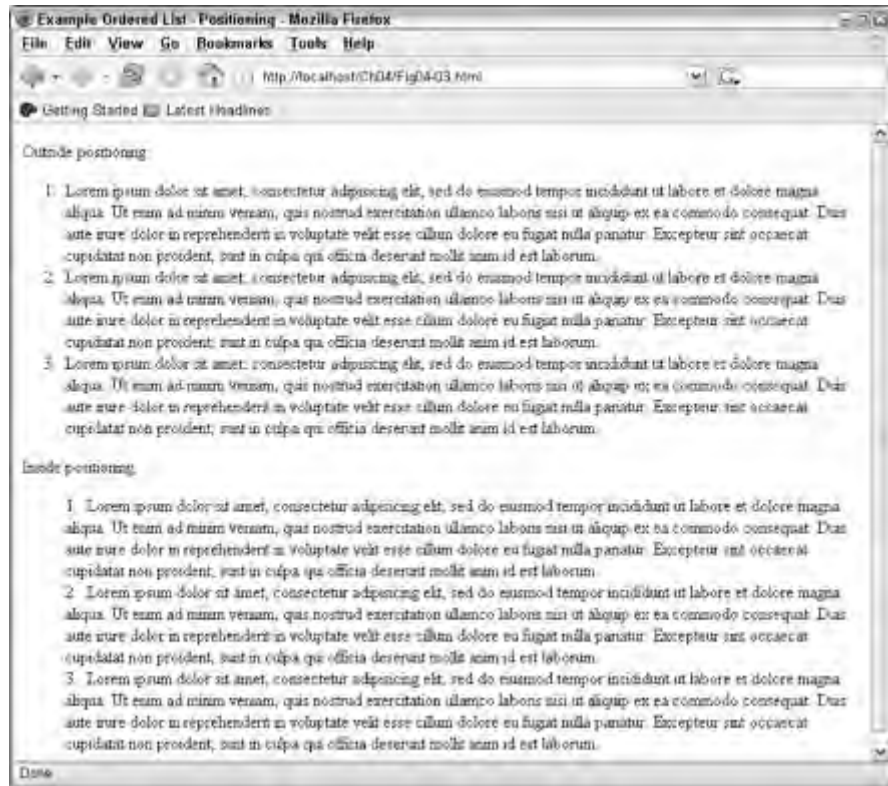 Example Ordered List - Positioning - Mozilla Firefox
File Edit View Go Bookmarks Tools Help
http://localhost/Ch04/Fig04-03.html
Getting Started Latest Headlines
Outside positioning
1. Lorem ipsum dolor sit amet, consectetur adipisicing elit, sed do eiusmod tempor incididunt ut labore et dolore magna
aliqua. Ut enim ad minim veniam, quis nostrud exercitation ullamco laboris nisi ut aliquip ex ea commodo consequat. Duis
aute irure dolor in reprehenderit in voluptate velit esse cillum dolore eu fugiat nulla pariatur. Excepteur sint occaecat
cupidatat non proident, sunt in culpa qui officia deserunt mollit anim id est laborum.
2. Lorem ipsum dolor sit amet, consectetur adipisicing elit, sed do eiusmod tempor incididunt ut labore et dolore magna
aliqua. Ut enim ad minim veniam, quis nostrud exercitation ullamco laboris nisi ut aliquip ex ea commodo consequat. Duis
aute irure dolor in reprehenderit in voluptate velit esse cillum dolore eu fugiat nulla pariatur. Excepteur sint occaecat
cupidatat non proident, sunt in culpa qui officia deserunt mollit anim id est laborum.
3. Lorem ipsum dolor sit amet, consectetur adipisicing elit, sed do eiusmod tempor incididunt ut labore et dolore magna
aliqua. Ut enim ad minim veniam, quis nostrud exercitation ullamco laboris nisi ut aliquip ex ea commodo consequat. Duis
aute irure dolor in reprehenderit in voluptate velit esse cillum dolore eu fugiat nulla pariatur. Excepteur sint occaecat
cupidatat non proident, sunt in culpa qui officia deserunt mollit anim id est laborum.
Inside positioning
1. Lorem ipsum dolor sit amet, consectetur adipisicing elit, sed do eiusmod tempor incididunt ut labore et dolore magna
aliqua. Ut enim ad minim veniam, quis nostrud exercitation ullamco laboris nisi ut aliquip ex ea commodo consequat. Duis
aute irure dolor in reprehenderit in voluptate velit esse cillum dolore eu fugiat nulla pariatur. Excepteur sint occaecat
cupidatat non proident, sunt in culpa qui officia deserunt mollit anim id est laborum.
2. Lorem ipsum dolor sit amet, consectetur adipisicing elit, sed do eiusmod tempor incididunt ut labore et dolore magna
aliqua. Ut enim ad minim veniam, quis nostrud exercitation ullamco laboris nisi ut aliquip ex ea commodo consequat. Duis
aute irure dolor in reprehenderit in voluptate velit esse cillum dolore eu fugiat nulla pariatur. Excepteur sint occaecat
cupidatat non proident, sunt in culpa qui officia deserunt mollit anim id est laborum.
3. Lorem ipsum dolor sit amet, consectetur adipisicing elit, sed do eiusmod tempor incididunt ut labore et dolore magna
aliqua. Ut enim ad minim veniam, quis nostrud exercitation ullamco laboris nisi ut aliquip ex ea commodo consequat. Duis
aute irure dolor in reprehenderit in voluptate velit esse cillum dolore eu fugiat nulla pariatur. Excepteur sint occaecat
cupidatat non proident, sunt in culpa qui officia deserunt mollit anim id est laborum.
Done